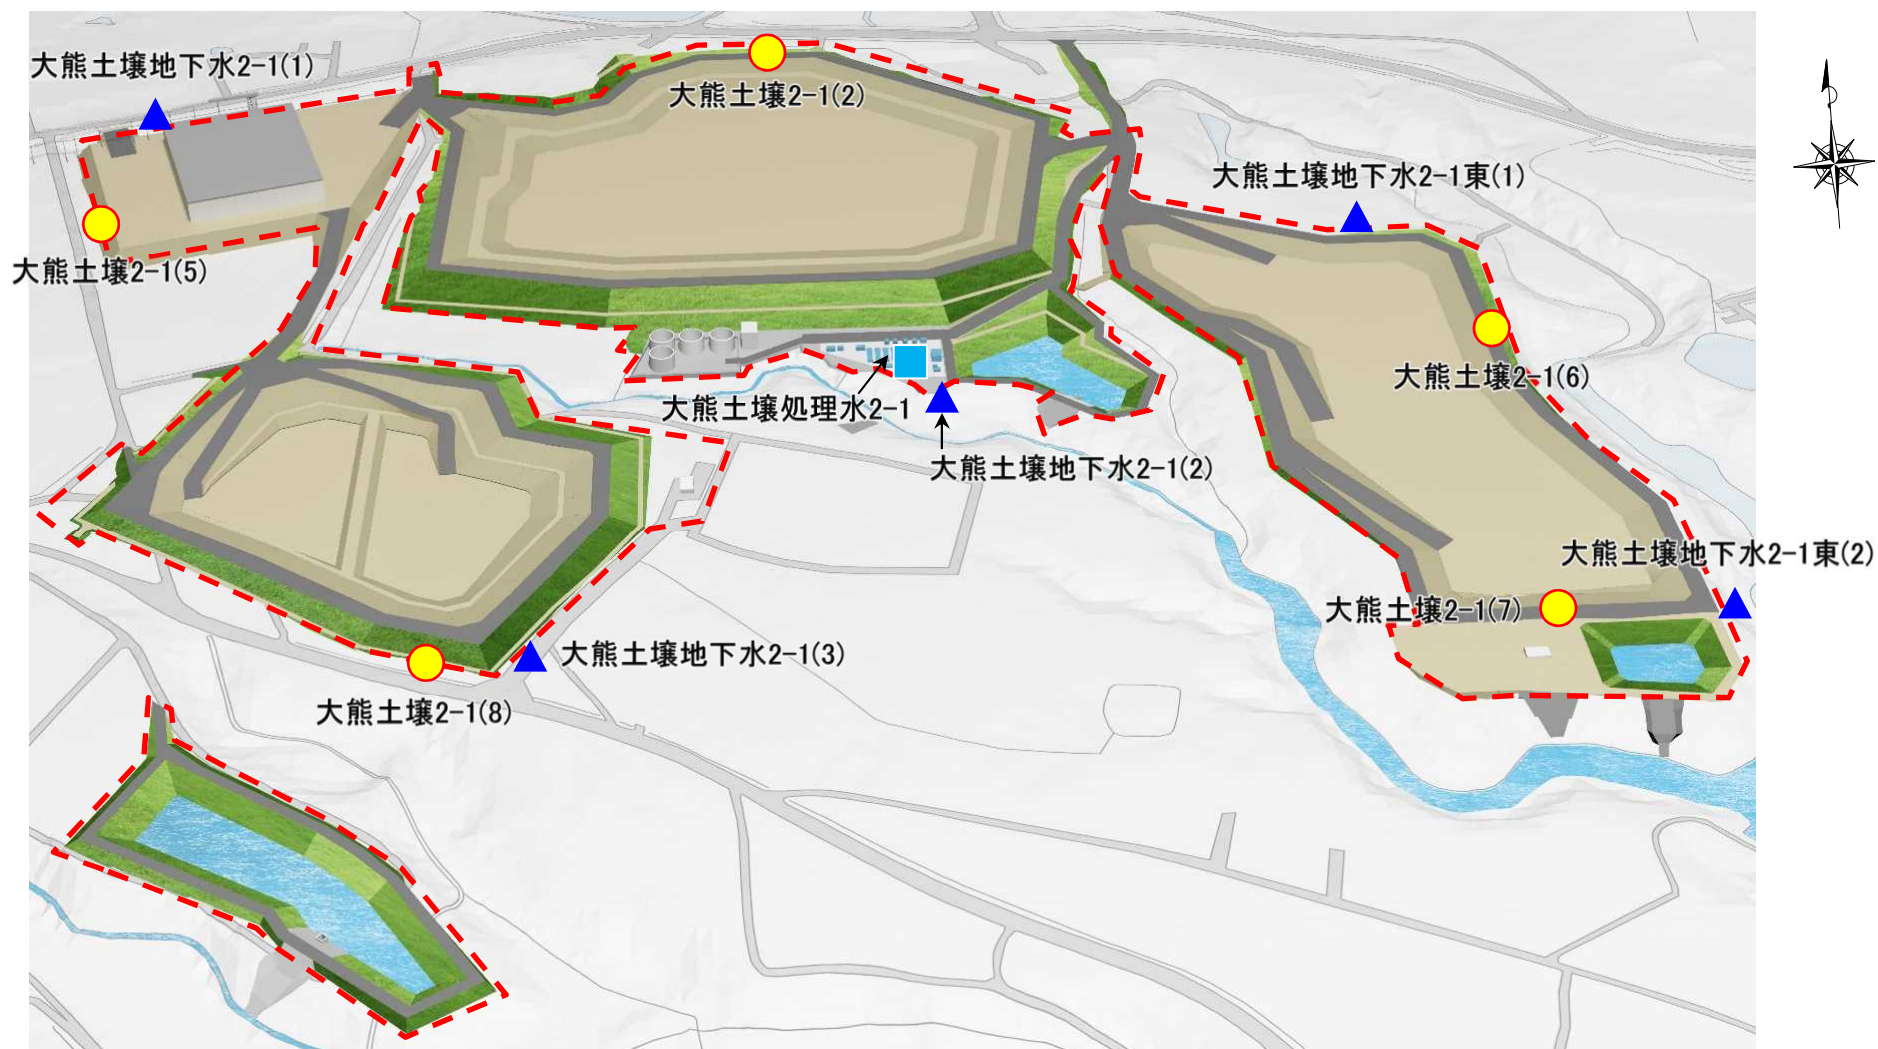 大熊土壌地下水2-1(1)
大熊土壌2-1(2)
大熊土壌地下水2-1東(1)
大熊土壌2-1(5)
大熊土壌2-1(6)
大熊土壌処理水2-1
大熊土壌地下水2-1(2)
大熊土壌地下水2-1東(2)
大熊土壌2-1(7)
大熊土壌地下水2-1(3)
大熊土壌2-1(8)